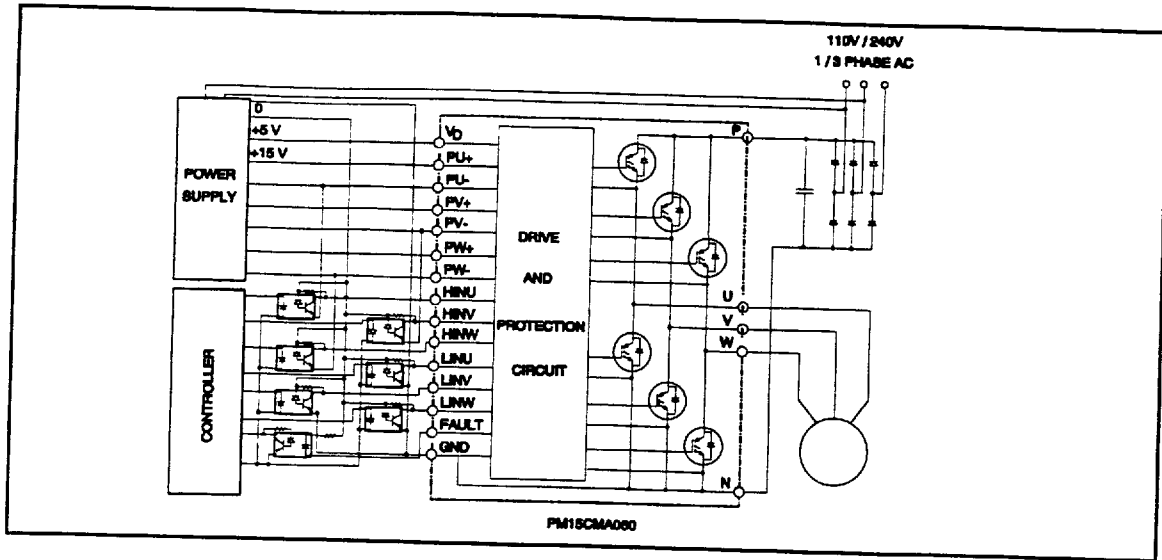 110V / 240V
1 / 3 PHASE AC
0
+5 V
+15 V
POWER
SUPPLY
CONTROLLER
VD
PU+
PU-
PV+
PV-
PW+
PW-
HINU
HINV
HINW
LINU
LINV
LINW
FAULT
GND
DRIVE
AND
PROTECTION
CIRCUIT
P
U
V
W
N
PM15CMA060